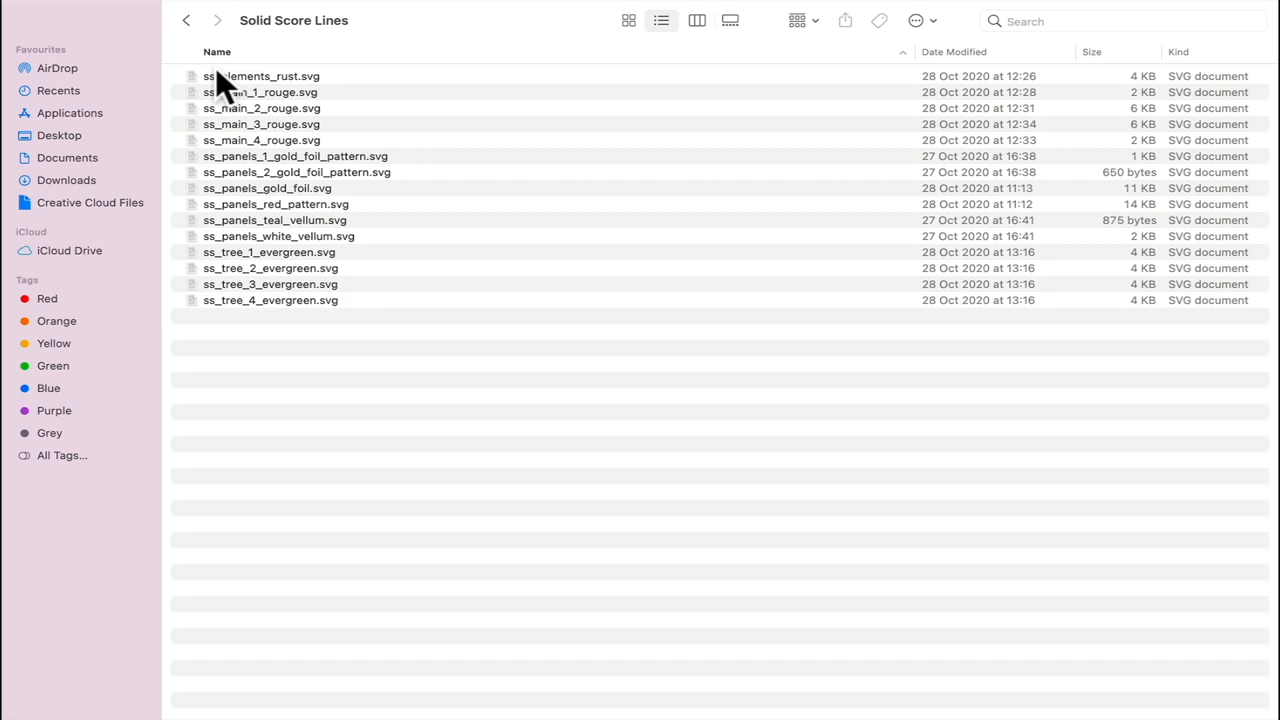 Solid Score Lines
Search
Favourites
AirDrop
Recents
Applications
Desktop
Documents
Downloads
Creative Cloud Files
iCloud
iCloud Drive
Tags
Red
Orange
Yellow
Green
Blue
Purple
Grey
All Tags...
Name Date Modified Size Kind
28 Oct 2020 at 12:26 4 KB SVG document
28 Oct 2020 at 12:28 2 KB SVG document
ss_main_2_rouge.svg 28 Oct 2020 at 12:31 6 KB SVG document
ss_main_3_rouge.svg 28 Oct 2020 at 12:34 6 KB SVG document
ss_main_4_rouge.svg 28 Oct 2020 at 12:33 2 KB SVG document
ss_panels_1_gold_foil_pattern.svg 27 Oct 2020 at 16:38 1 KB SVG document
ss_panels_2_gold_foil_pattern.svg 27 Oct 2020 at 16:38 650 bytes SVG document
ss_panels_gold_foil.svg 28 Oct 2020 at 11:13 11 KB SVG document
ss_panels_red_pattern.svg 28 Oct 2020 at 11:12 14 KB SVG document
ss_panels_teal_vellum.svg 27 Oct 2020 at 16:41 875 bytes SVG document
ss_panels_white_vellum.svg 27 Oct 2020 at 16:41 2 KB SVG document
ss_tree_1_evergreen.svg 28 Oct 2020 at 13:16 4 KB SVG document
ss_tree_2_evergreen.svg 28 Oct 2020 at 13:16 4 KB SVG document
ss_tree_3_evergreen.svg 28 Oct 2020 at 13:16 4 KB SVG document
ss_tree_4_evergreen.svg 28 Oct 2020 at 13:16 4 KB SVG document